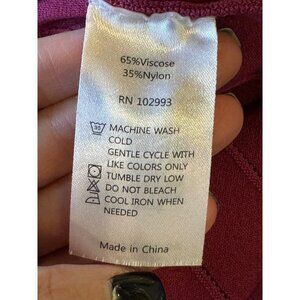 65%Viscose
35%Nylon
RN 102993
MACHINE WASH
COLD
GENTLE CYCLE WITH
LIKE COLORS ONLY
TUMBLE DRY LOW
DO NOT BLEACH
COOL IRON WHEN
NEEDED
Made in China